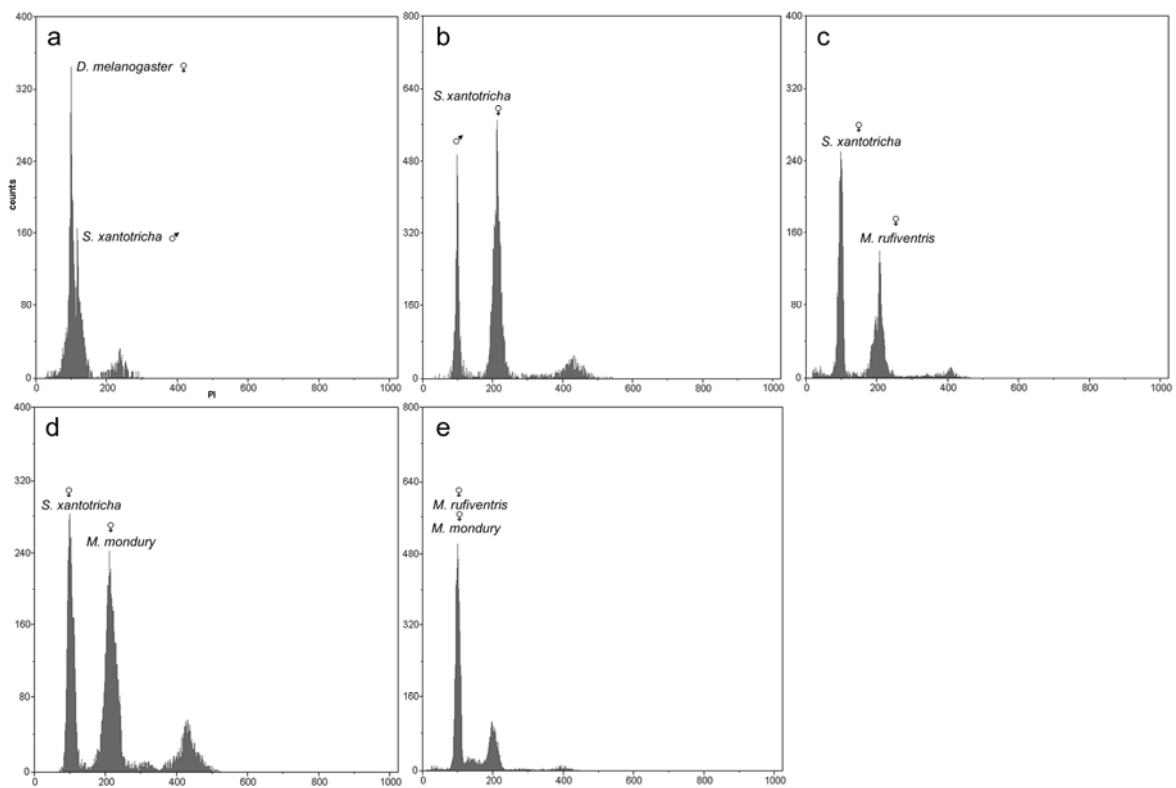 a
400
320
240
160
80
0
counts
D. melanogaster ♀
S. xantotricha ♂
0 200 400 600 800 1000
PI
b
800
640
480
320
160
0
S. xantotricha
♀
♂
0 200 400 600 800 1000
c
400
320
240
160
80
0
♀
S. xantotricha
♀
M. rufiventris
0 200 400 600 800 1000
d
400
320
240
160
80
0
♀
S. xantotricha
♀
M. mondury
0 200 400 600 800 1000
e
800
640
480
320
160
0
♀
M. rufiventris
♀
M. mondury
0 200 400 600 800 1000